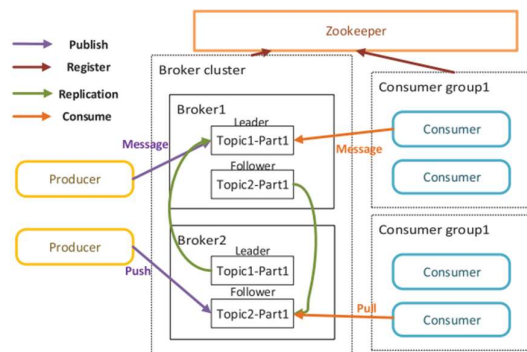 Zookeeper
Publish
Register
Replication
Consume
Broker cluster
Broker1
Leader
Topic1-Part1
Follower
Topic2-Part1
Message
Message
Producer
Producer
Push
Broker2
Leader
Topic1-Part1
Follower
Topic2-Part1
Pull
Consumer group1
Consumer
Consumer
Consumer group1
Consumer
Consumer